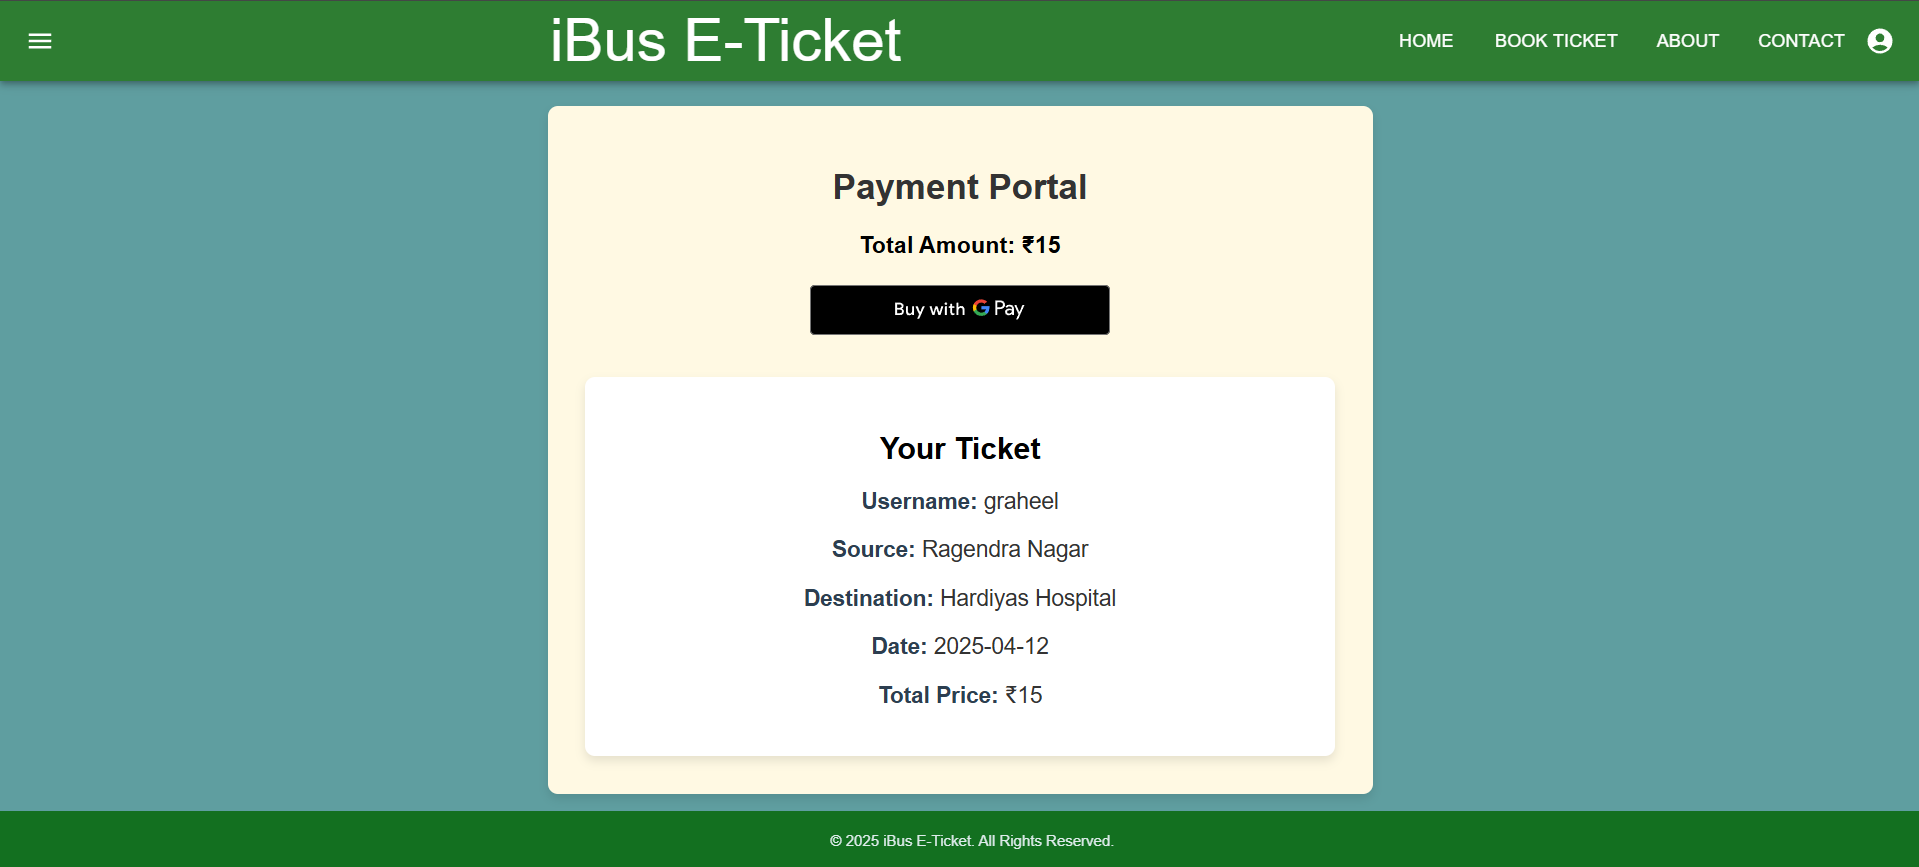 iBus E-Ticket
HOME BOOK TICKET ABOUT CONTACT
Payment Portal
Total Amount: ₹15
Buy with G Pay
Your Ticket
Username: graheel
Source: Ragendra Nagar
Destination: Hardiyas Hospital
Date: 2025-04-12
Total Price: ₹15
© 2025 iBus E-Ticket. All Rights Reserved.